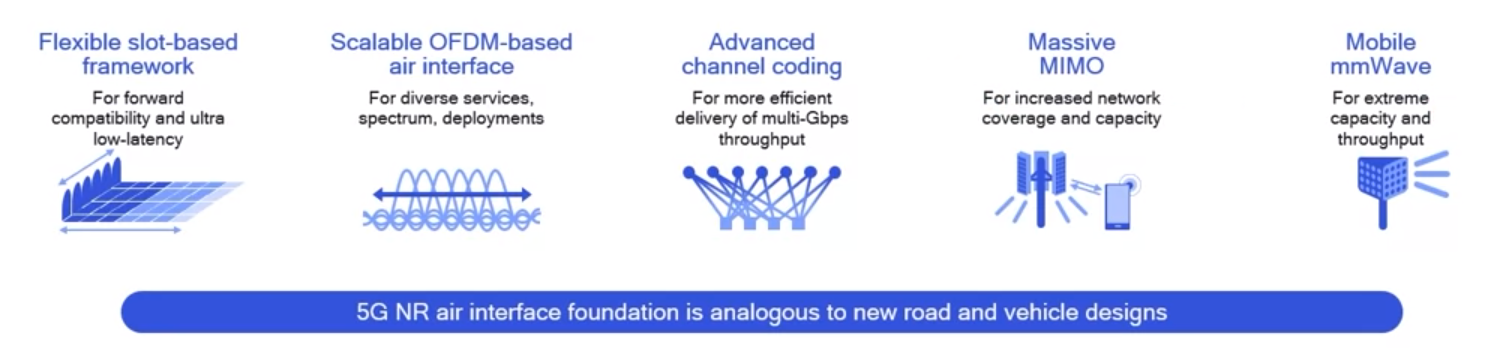 Flexible slot-based
framework
For forward
compatibility and ultra
low-latency
Scalable OFDM-based
air interface
For diverse services,
spectrum, deployments
Advanced
channel coding
For more efficient
delivery of multi-Gbps
throughput
Massive
MIMO
For increased network
coverage and capacity
Mobile
mmWave
For extreme
capacity and
throughput
5G NR air interface foundation is analogous to new road and vehicle designs